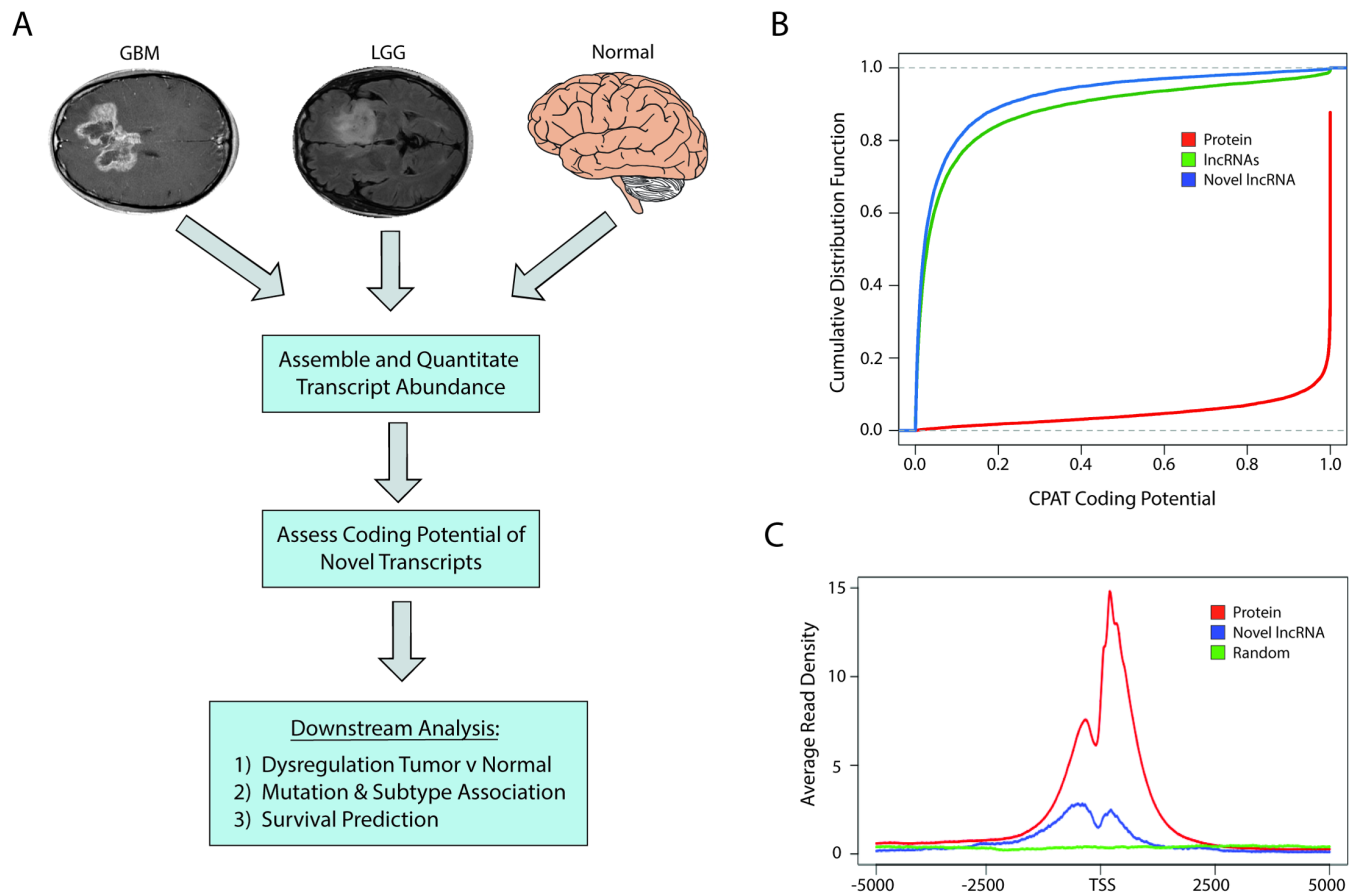 A
GBM
LGG
Normal
Assemble and Quantitate
Transcript Abundance
Assess Coding Potential of
Novel Transcripts
Downstream Analysis:
1) Dysregulation Tumor v Normal
2) Mutation & Subtype Association
3) Survival Prediction
B
Cumulative Distribution Function
1.0
0.8
0.6
0.4
0.2
0.0
Protein
lncRNAs
Novel lncRNA
0.0 0.2 0.4 0.6 0.8 1.0
CPAT Coding Potential
C
Average Read Density
15
10
5
0
Protein
Novel lncRNA
Random
-5000 -2500 TSS 2500 5000